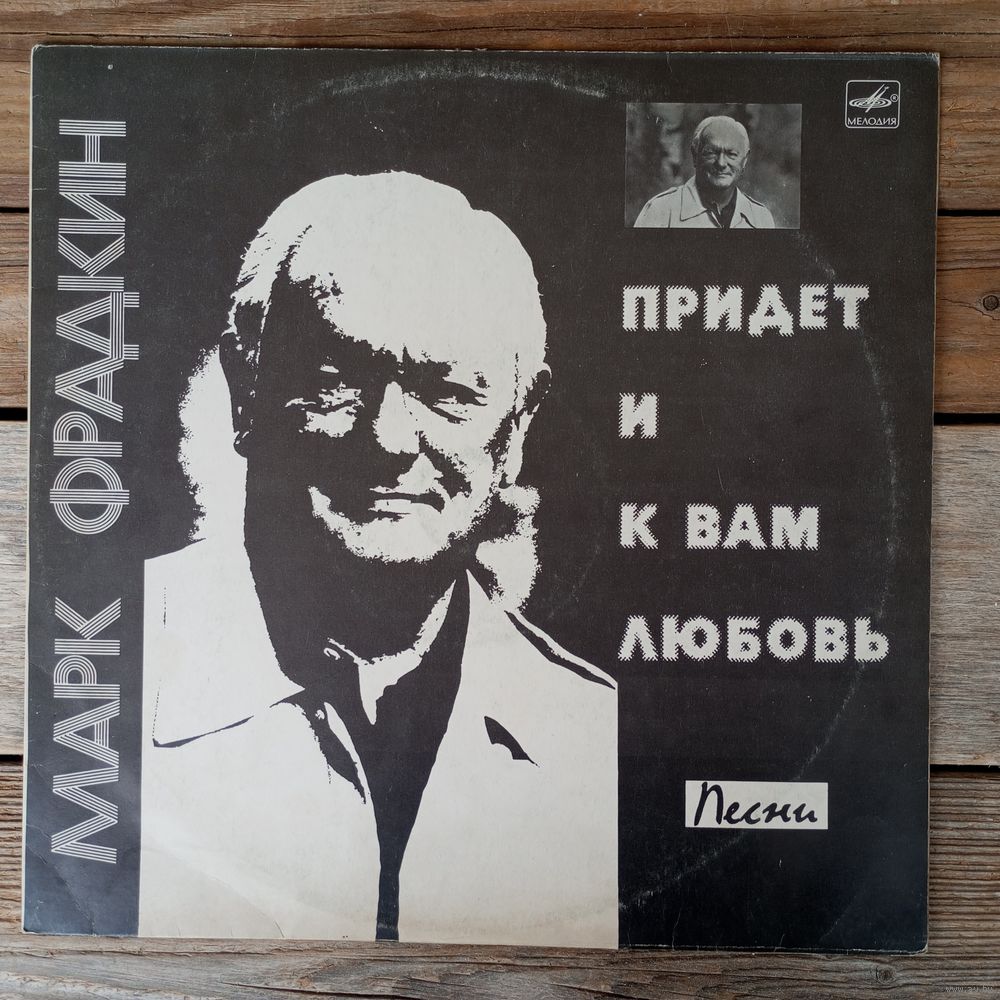 МАРК ФРАДКИН
МЕЛОДИЯ
ПРИДЕТ
И
К ВАМ
ЛЮБОВЬ
Песни